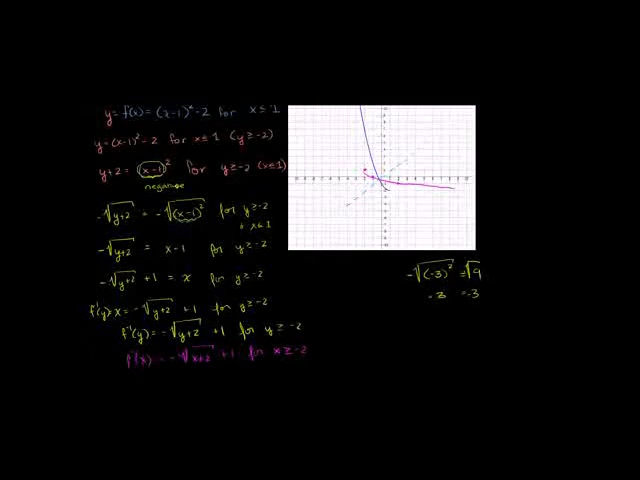 y = f(x) = (x-1)² - 2 for x ≤ 1
y = (x-1)² - 2 for x ≤ 1 (y ≥ -2)
y + 2 = (x-1)² for y ≥ -2 (x ≤ 1)
negative
-√(y+2) = -√(x-1)² for y ≥ -2
x ≤ 1
-√(y+2) = x-1 for y ≥ -2
-√(y+2) + 1 = x for y ≥ -2
f⁻¹(y) = x = -√(y+2) + 1 for y ≥ -2
f⁻¹(y) = -√(y+2) + 1 for y ≥ -2
f⁻¹(x) = -√(x+2) + 1 for x ≥ -2
-√(-3)² = √9
-3 = -3